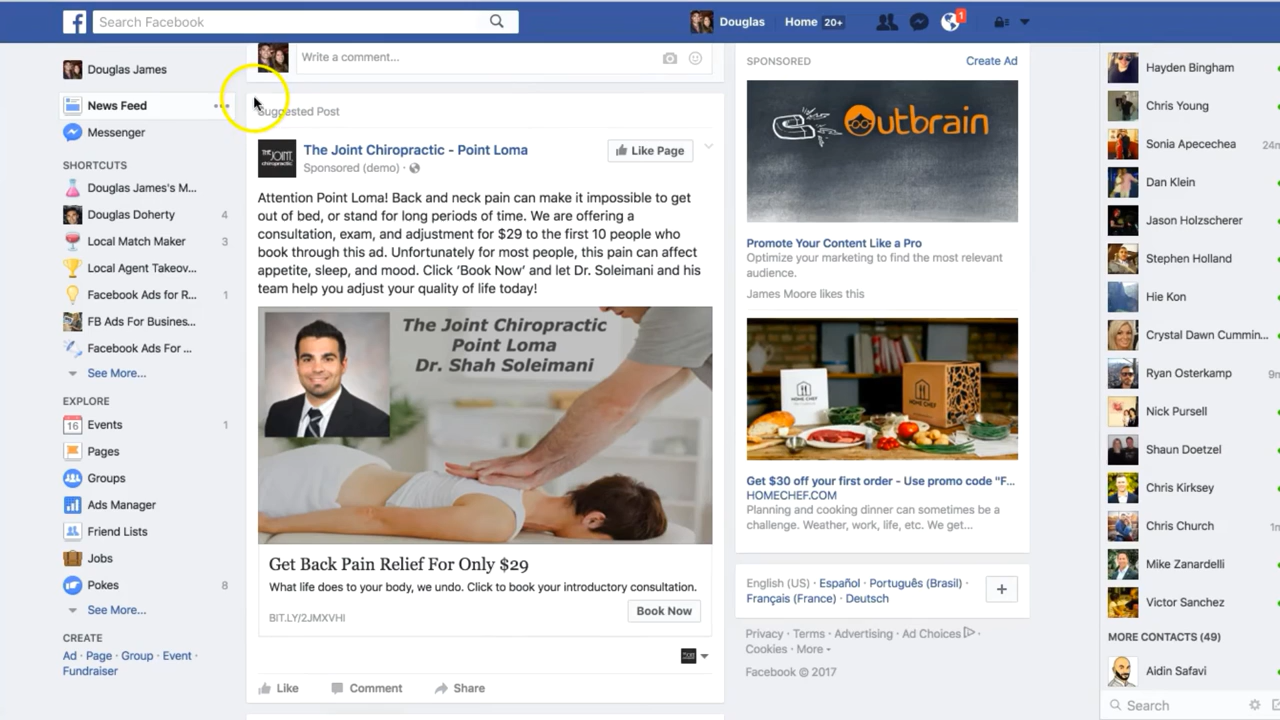 Search Facebook
Douglas
Home 20+
1
Douglas James
News Feed
Messenger
SHORTCUTS
Douglas James's M...
Douglas Doherty 4
Local Match Maker 3
Local Agent Takeov...
Facebook Ads for R... 1
FB Ads For Busines...
Facebook Ads For ...
See More...
EXPLORE
16 Events 1
Pages
Groups
Ads Manager
Friend Lists
Jobs
Pokes 8
See More...
CREATE
Ad · Page · Group · Event ·
Fundraiser
Write a comment...
Suggested Post
The Joint Chiropractic - Point Loma
Like Page
Sponsored (demo) ·
Attention Point Loma! Back and neck pain can make it impossible to get
out of bed, or stand for long periods of time. We are offering a
consultation, exam, and adjustment for $29 to the first 10 people who
book through this ad. Unfortunately for most people, this pain can affect
appetite, sleep, and mood. Click ‘Book Now’ and let Dr. Soleimani and his
team help you adjust your quality of life today!
The Joint Chiropractic
Point Loma
Dr. Shah Soleimani
Get Back Pain Relief For Only $29
What life does to your body, we undo. Click to book your introductory consultation.
BIT.LY/2JMXVHI
Book Now
Like
Comment
Share
SPONSORED
Create Ad
Outbrain
Promote Your Content Like a Pro
Optimize your marketing to find the most relevant
audience.
James Moore likes this
HOME CHEF
Get $30 off your first order - Use promo code "F...
HOMECHEF.COM
Planning and cooking dinner can sometimes be a
challenge. Weather, work, life, etc. We get...
English (US) · Español · Português (Brasil) ·
Français (France) · Deutsch
Privacy · Terms · Advertising · Ad Choices ·
Cookies · More
Facebook © 2017
Hayden Bingham
Chris Young
Sonia Apecechea 24m
Dan Klein
Jason Holzscherer
Stephen Holland
Hie Kon
Crystal Dawn Cummin...
Ryan Osterkamp 9m
Nick Pursell
Shaun Doetzel
Chris Kirksey
Chris Church 1m
Mike Zanardelli
Victor Sanchez
MORE CONTACTS (49)
Aidin Safavi
Search